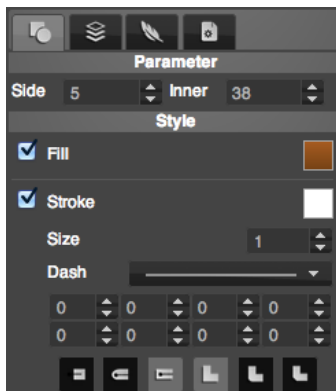 Parameter
Side 5 Inner 38
Style
Fill
Stroke
Size 1
Dash
0 0 0 0
0 0 0 0